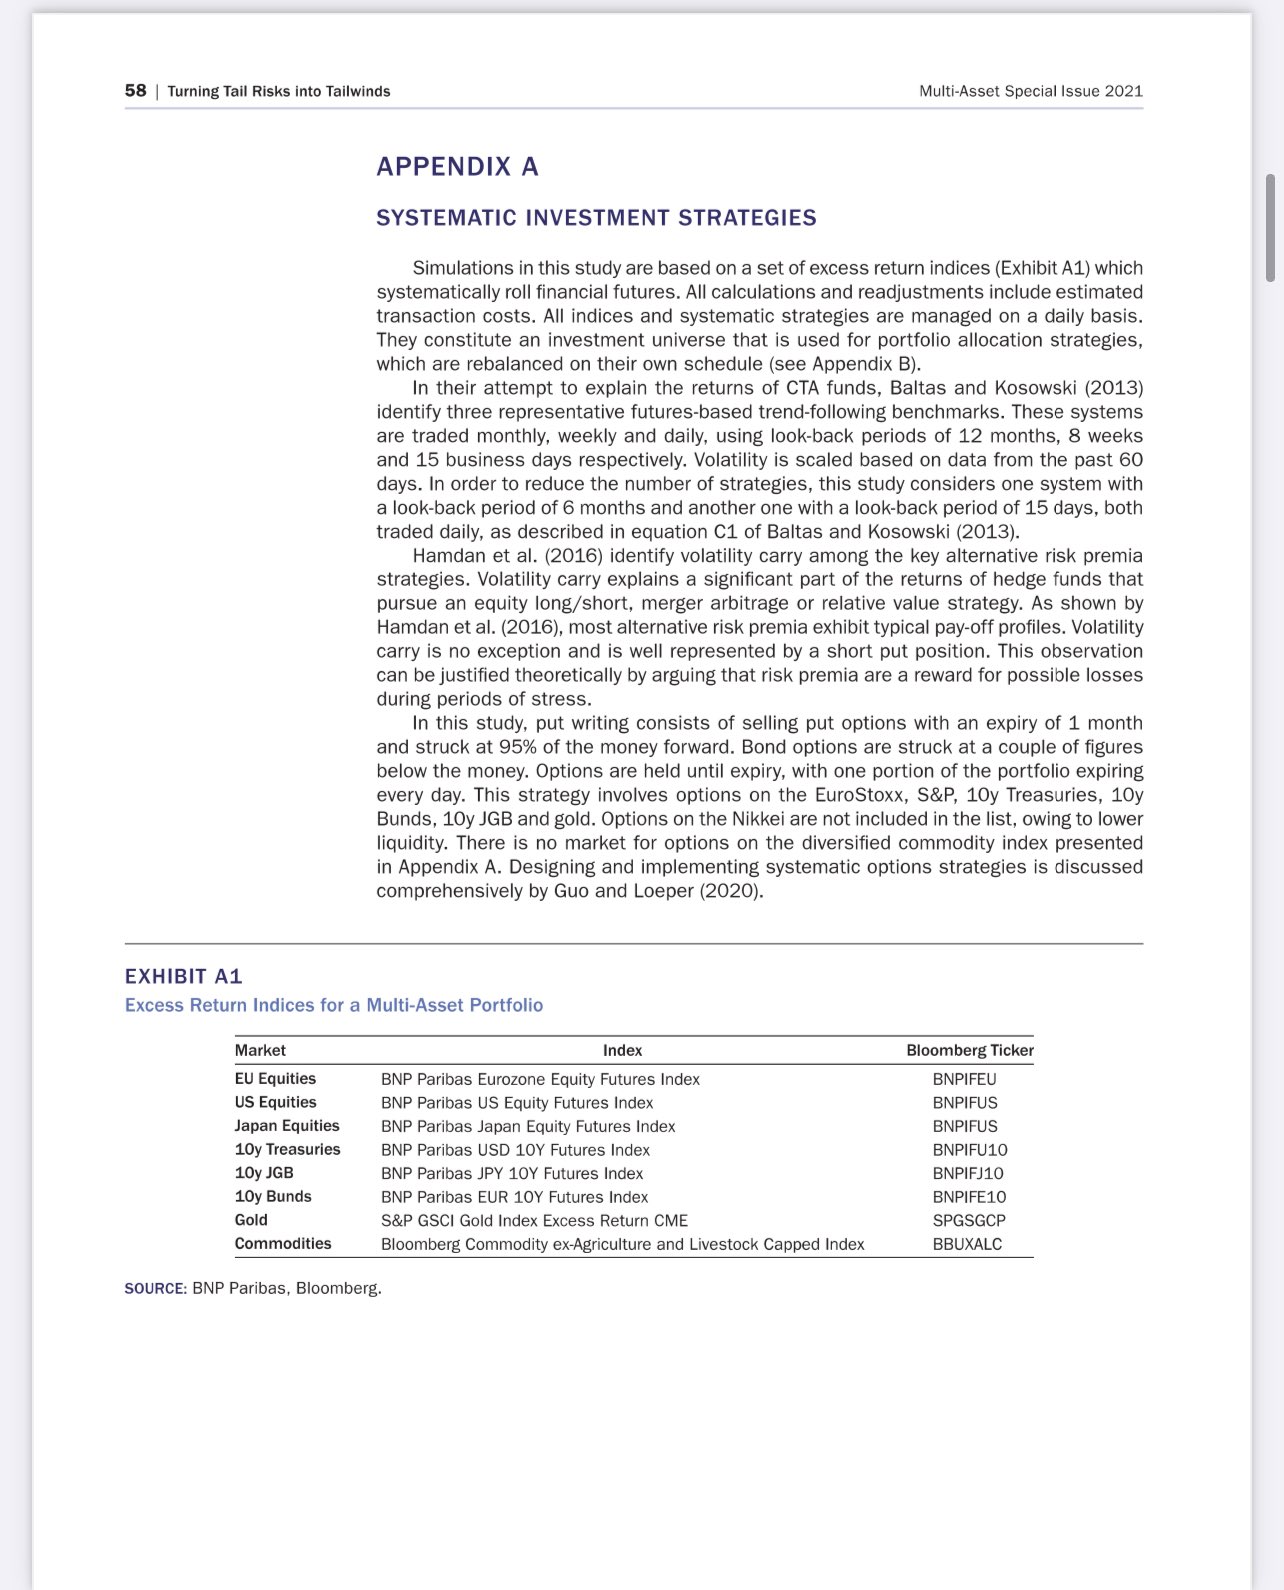 58 | Turning Tail Risks into Tailwinds
Multi-Asset Special Issue 2021
APPENDIX A
SYSTEMATIC INVESTMENT STRATEGIES
Simulations in this study are based on a set of excess return indices (Exhibit A1) which
systematically roll financial futures. All calculations and readjustments include estimated
transaction costs. All indices and systematic strategies are managed on a daily basis.
They constitute an investment universe that is used for portfolio allocation strategies,
which are rebalanced on their own schedule (see Appendix B).
In their attempt to explain the returns of CTA funds, Baltas and Kosowski (2013)
identify three representative futures-based trend-following benchmarks. These systems
are traded monthly, weekly and daily, using look-back periods of 12 months, 8 weeks
and 15 business days respectively. Volatility is scaled based on data from the past 60
days. In order to reduce the number of strategies, this study considers one system with
a look-back period of 6 months and another one with a look-back period of 15 days, both
traded daily, as described in equation C1 of Baltas and Kosowski (2013).
Hamdan et al. (2016) identify volatility carry among the key alternative risk premia
strategies. Volatility carry explains a significant part of the returns of hedge funds that
pursue an equity long/short, merger arbitrage or relative value strategy. As shown by
Hamdan et al. (2016), most alternative risk premia exhibit typical pay-off profiles. Volatility
carry is no exception and is well represented by a short put position. This observation
can be justified theoretically by arguing that risk premia are a reward for possible losses
during periods of stress.
In this study, put writing consists of selling put options with an expiry of 1 month
and struck at 95% of the money forward. Bond options are struck at a couple of figures
below the money. Options are held until expiry, with one portion of the portfolio expiring
every day. This strategy involves options on the EuroStoxx, S&P, 10y Treasuries, 10y
Bunds, 10y JGB and gold. Options on the Nikkei are not included in the list, owing to lower
liquidity. There is no market for options on the diversified commodity index presented
in Appendix A. Designing and implementing systematic options strategies is discussed
comprehensively by Guo and Loeper (2020).
EXHIBIT A1
Excess Return Indices for a Multi-Asset Portfolio
Market Index Bloomberg Ticker
EU Equities BNP Paribas Eurozone Equity Futures Index BNPIFEU
US Equities BNP Paribas US Equity Futures Index BNPIFUS
Japan Equities BNP Paribas Japan Equity Futures Index BNPIFUS
10y Treasuries BNP Paribas USD 10Y Futures Index BNPIFU10
10y JGB BNP Paribas JPY 10Y Futures Index BNPIFJ10
10y Bunds BNP Paribas EUR 10Y Futures Index BNPIFE10
Gold S&P GSCI Gold Index Excess Return CME SPGSGCP
Commodities Bloomberg Commodity ex-Agriculture and Livestock Capped Index BBUXALC
SOURCE: BNP Paribas, Bloomberg.